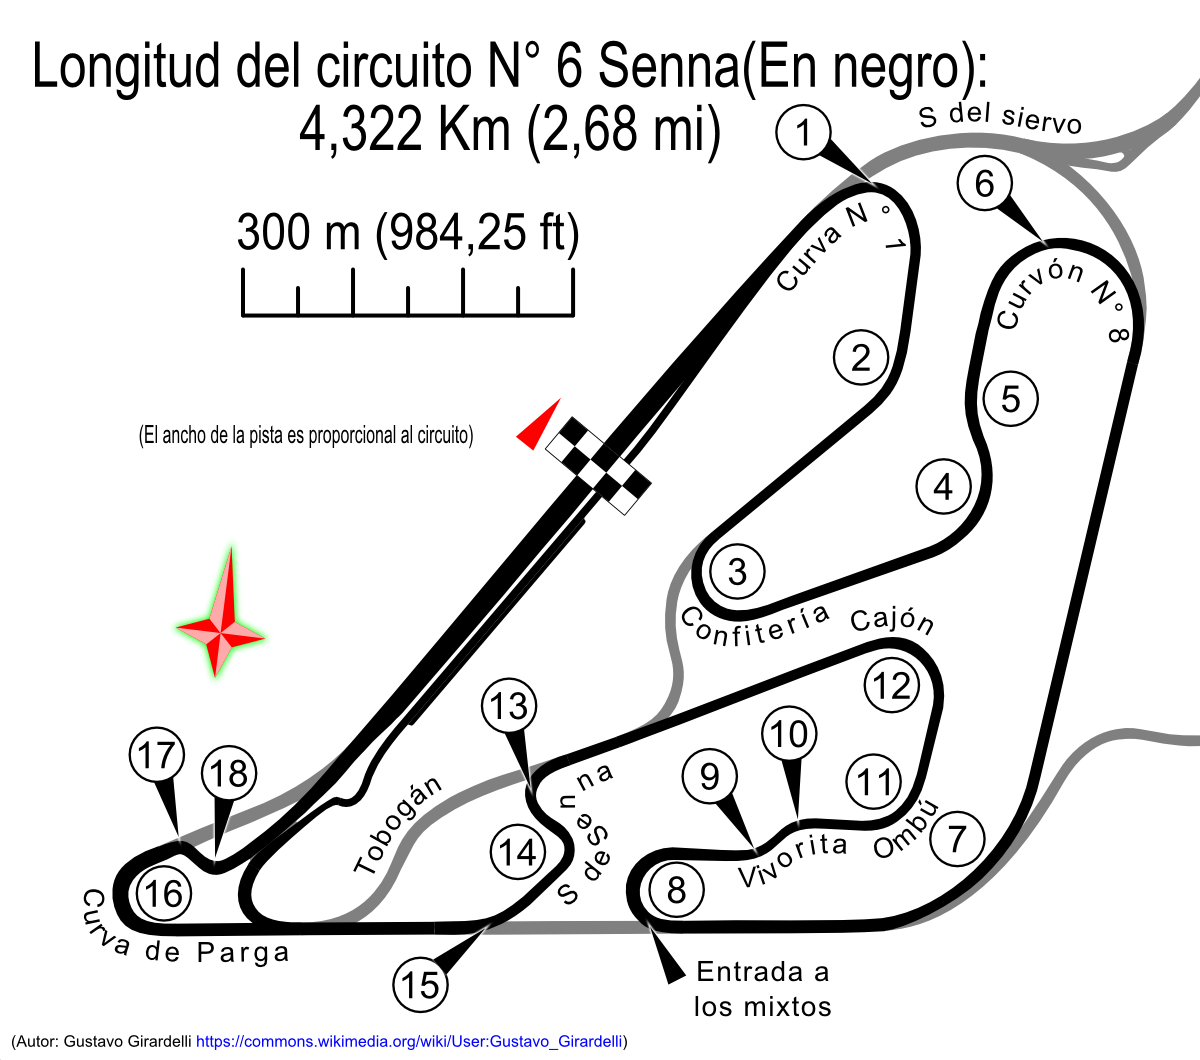 Longitud del circuito N° 6 Senna(En negro):
4,322 Km (2,68 mi)
S del siervo
1
6
300 m (984,25 ft)
Curva N° 1
Curvón N° 8
2
5
(El ancho de la pista es proporcional al circuito)
4
3
Confitería
Cajón
12
13
17
18
10
9
11
Tobogán
S de Senna
14
Vivorita
Ombú
7
16
8
Curva de Parga
15
Entrada a
los mixtos
(Autor: Gustavo Girardelli https://commons.wikimedia.org/wiki/User:Gustavo_Girardelli)